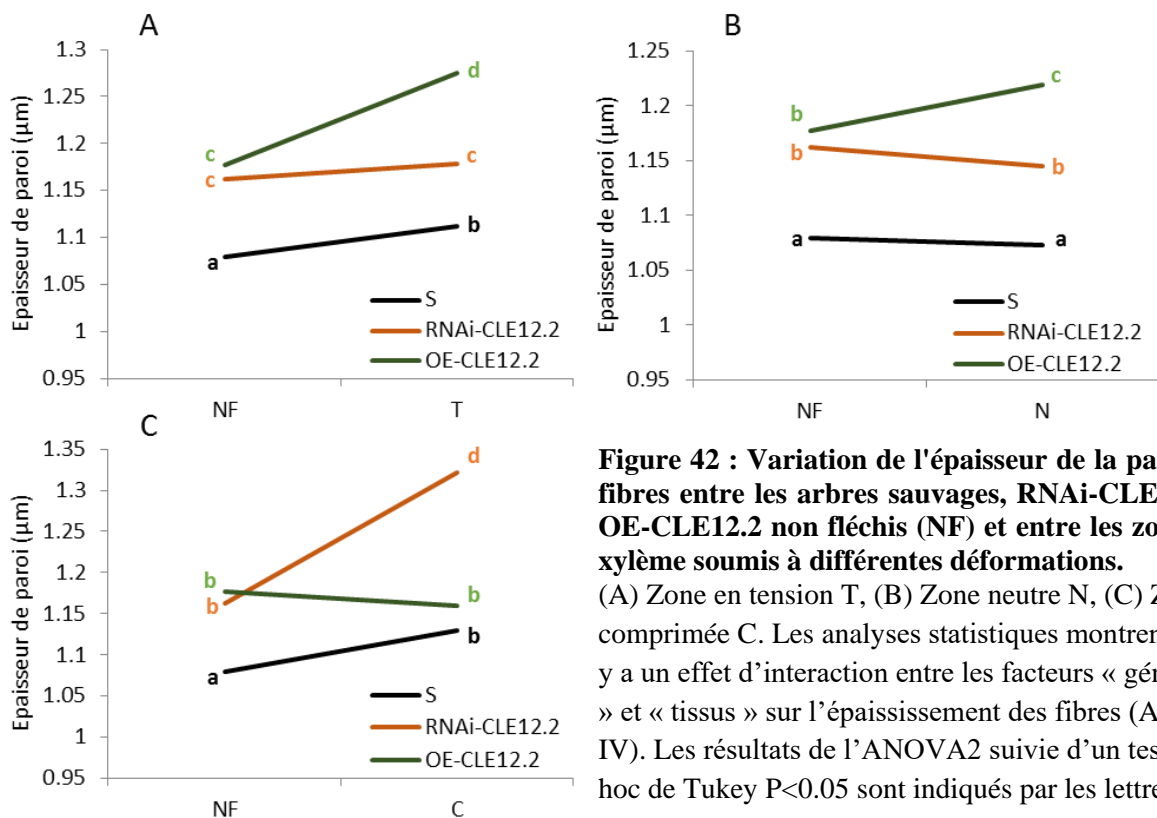 A
Epaisseur de paroi (µm)
1.3
1.25
1.2
1.15
1.1
1.05
1
0.95
c
c
a
d
c
b
S
RNAi-CLE12.2
OE-CLE12.2
NF
T
B
Epaisseur de paroi (µm)
1.25
1.2
1.15
1.1
1.05
1
0.95
b
b
a
c
b
a
S
RNAi-CLE12.2
OE-CLE12.2
NF
N
C
Epaisseur de paroi (µm)
1.35
1.3
1.25
1.2
1.15
1.1
1.05
1
0.95
b
b
a
d
b
b
S
RNAi-CLE12.2
OE-CLE12.2
NF
C
Figure 42 : Variation de l'épaisseur de la pa
fibres entre les arbres sauvages, RNAi-CLE
OE-CLE12.2 non fléchis (NF) et entre les zo
xylème soumis à différentes déformations.
(A) Zone en tension T, (B) Zone neutre N, (C) Z
comprimée C. Les analyses statistiques montren
y a un effet d’interaction entre les facteurs « gén
» et « tissus » sur l’épaississement des fibres (A
IV). Les résultats de l’ANOVA2 suivie d’un tes
hoc de Tukey P<0.05 sont indiqués par les lettre